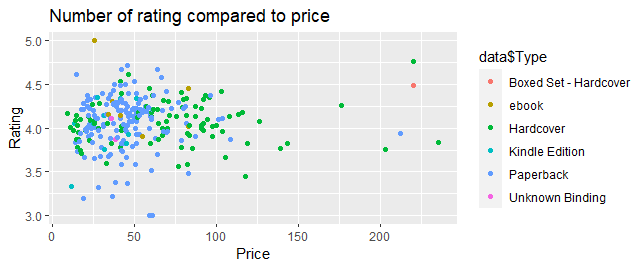 Number of rating compared to price
5.0
4.5
4.0
3.5
3.0
Rating
0
50
100
150
200
Price
data$Type
Boxed Set - Hardcover
ebook
Hardcover
Kindle Edition
Paperback
Unknown Binding